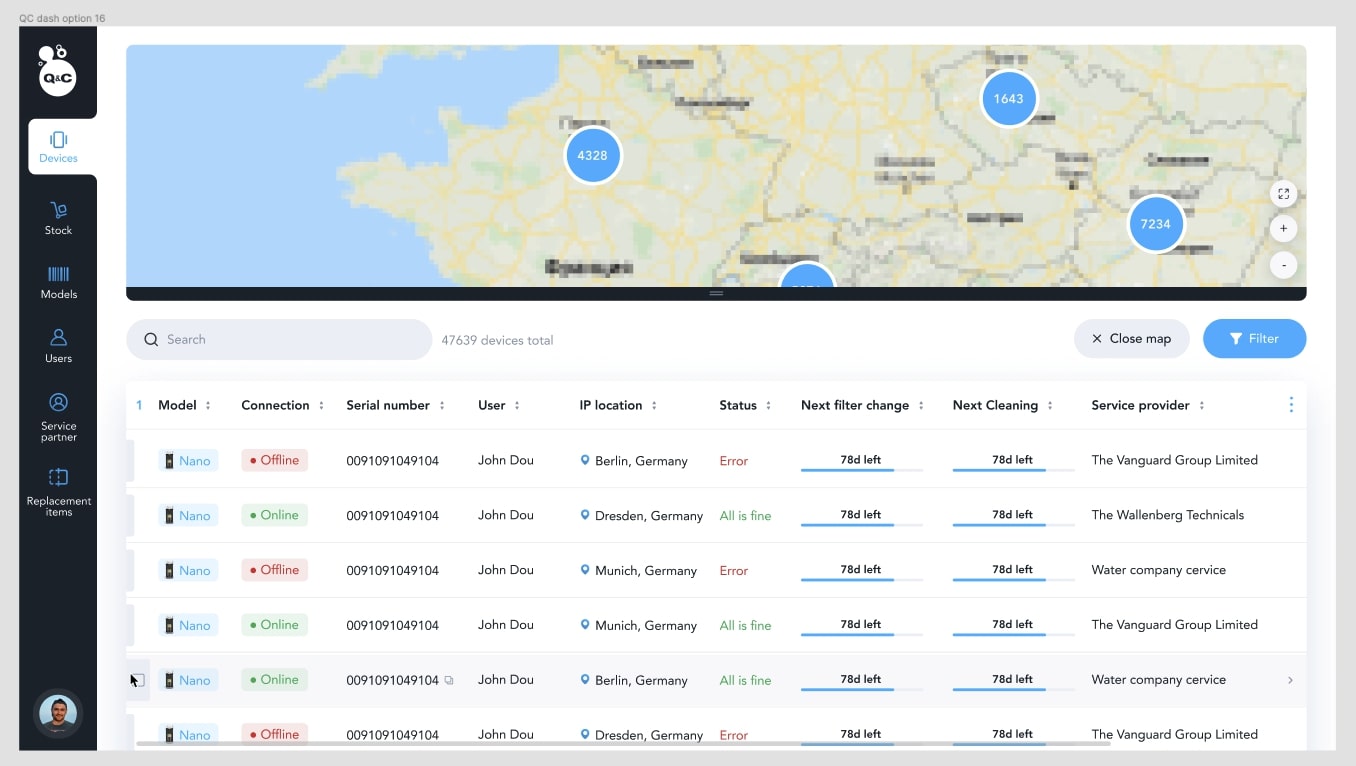 QC dash option 16
Q&C
Devices
Stock
Models
Users
Service
partner
Replacement
items
1643
4328
7234
+
-
Search
47639 devices total
Close map
Filter
1 Model Connection Serial number User IP location Status Next filter change Next Cleaning Service provider
Nano Offline 0091091049104 John Dou Berlin, Germany Error 78d left 78d left The Vanguard Group Limited
Nano Online 0091091049104 John Dou Dresden, Germany All is fine 78d left 78d left The Wallenberg Technicals
Nano Offline 0091091049104 John Dou Munich, Germany Error 78d left 78d left Water company cervice
Nano Online 0091091049104 John Dou Munich, Germany All is fine 78d left 78d left The Vanguard Group Limited
Nano Online 0091091049104 John Dou Berlin, Germany All is fine 78d left 78d left Water company cervice
Nano Offline 0091091049104 John Dou Dresden, Germany Error 78d left 78d left The Vanguard Group Limited